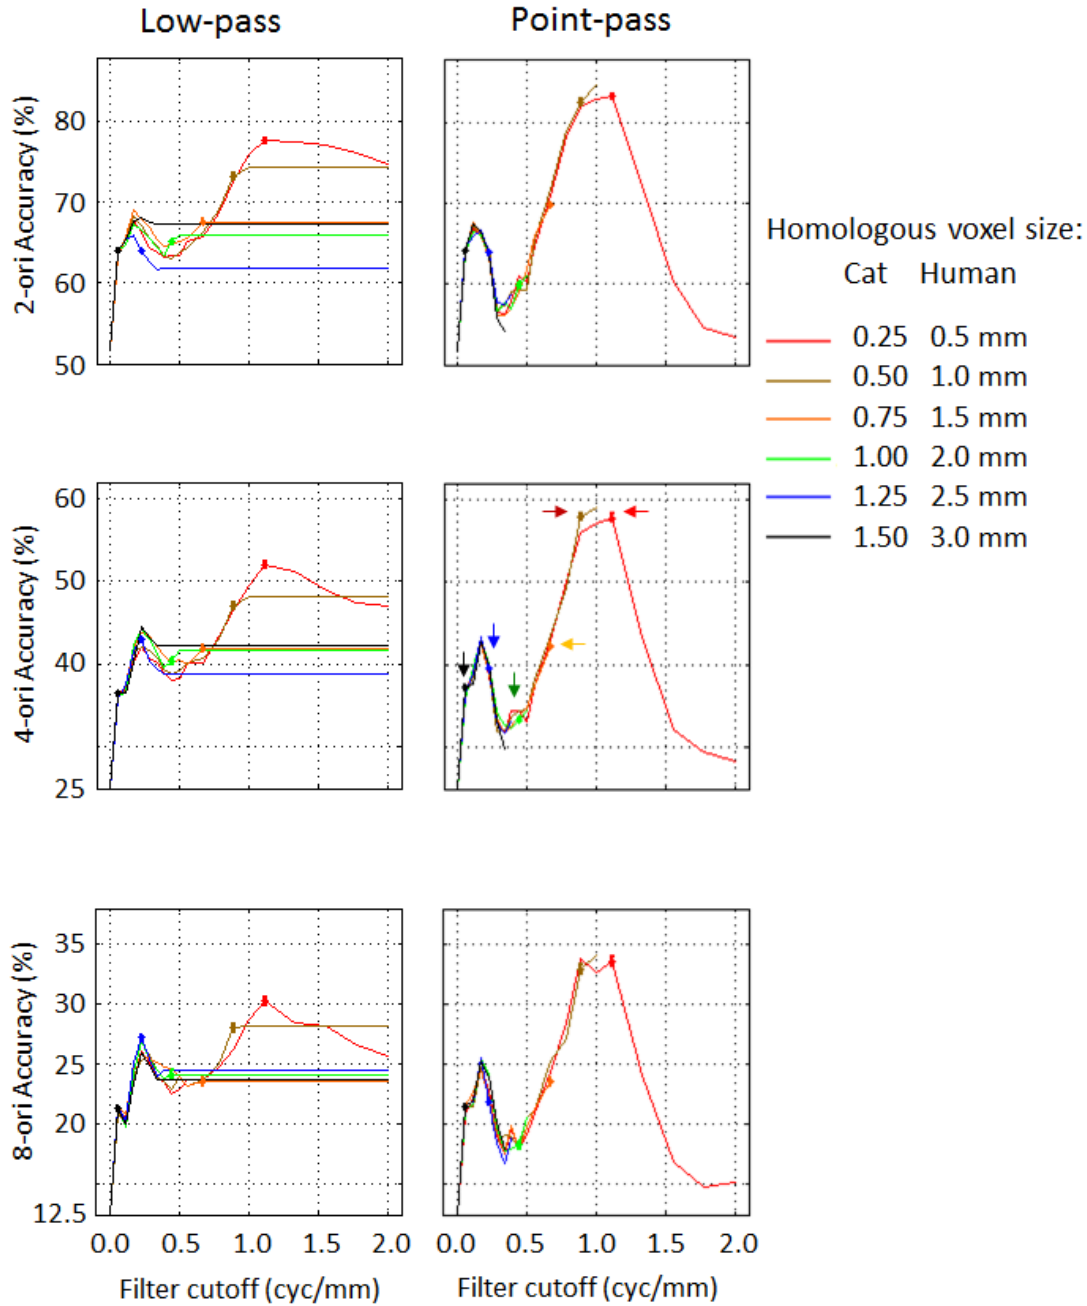 Low-pass
Point-pass
2-ori Accuracy (%)
80
70
60
50
Homologous voxel size:
Cat Human
0.25 0.5 mm
0.50 1.0 mm
0.75 1.5 mm
1.00 2.0 mm
1.25 2.5 mm
1.50 3.0 mm
4-ori Accuracy (%)
60
50
40
25
8-ori Accuracy (%)
35
30
25
20
12.5
0.0 0.5 1.0 1.5 2.0
0.0 0.5 1.0 1.5 2.0
Filter cutoff (cyc/mm)
Filter cutoff (cyc/mm)